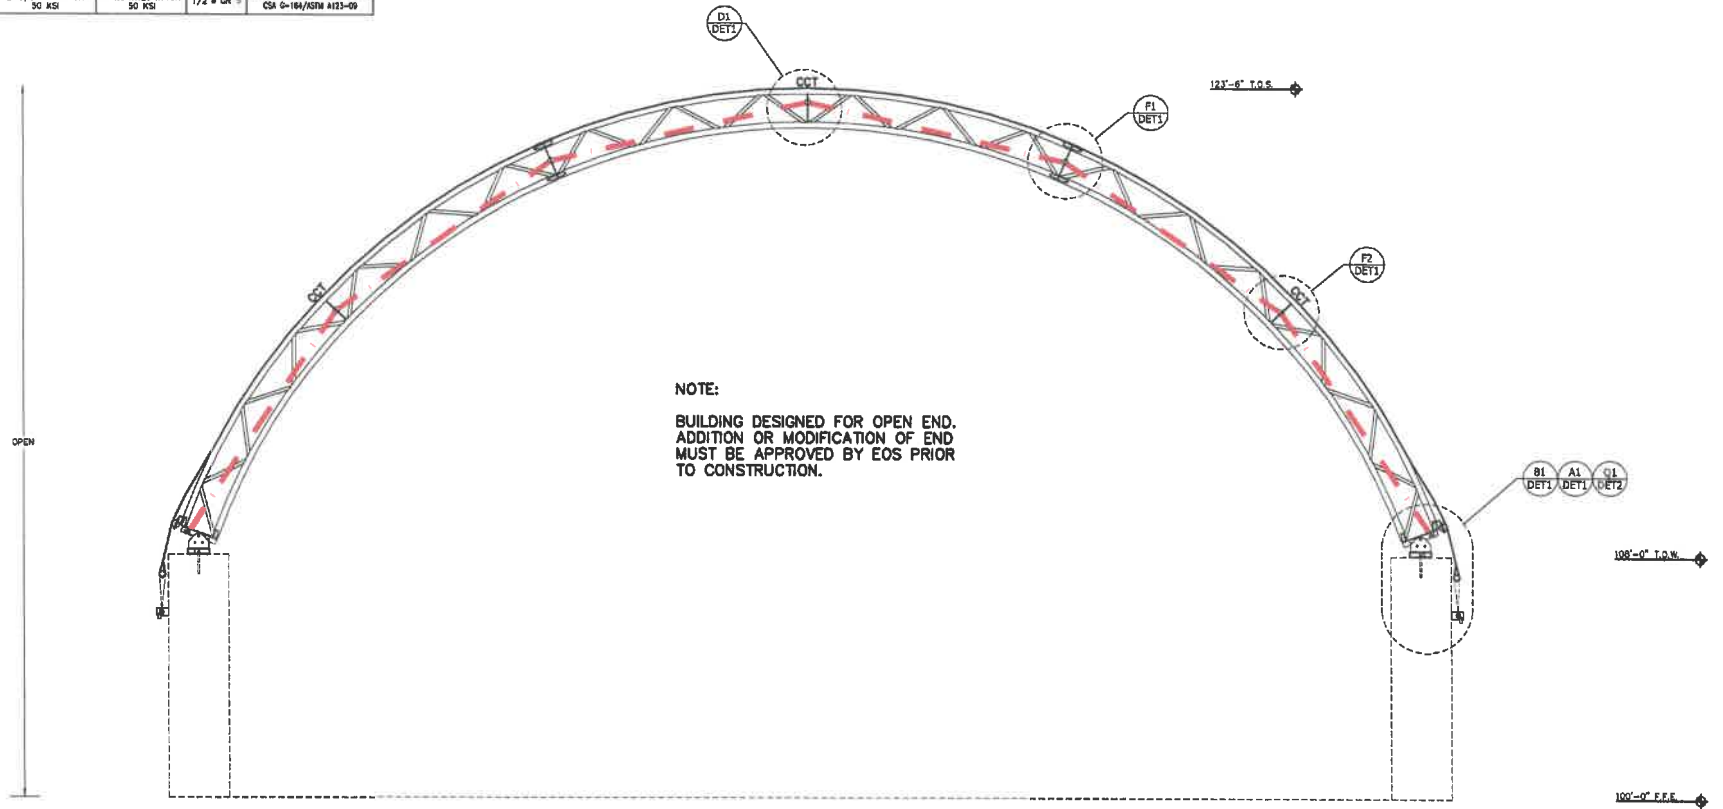 50 KSI
50 KSI
CSA G-164/ASTM A123-09
D1
DET1
CCT
123'-6" T.O.S.
F1
DET1
F2
DET1
CCT
CCT
NOTE:
BUILDING DESIGNED FOR OPEN END.
ADDITION OR MODIFICATION OF END
MUST BE APPROVED BY EOS PRIOR
TO CONSTRUCTION.
OPEN
B1
DET1
A1
DET1
DET2
108'-0" T.O.W.
100'-0" F.F.E.